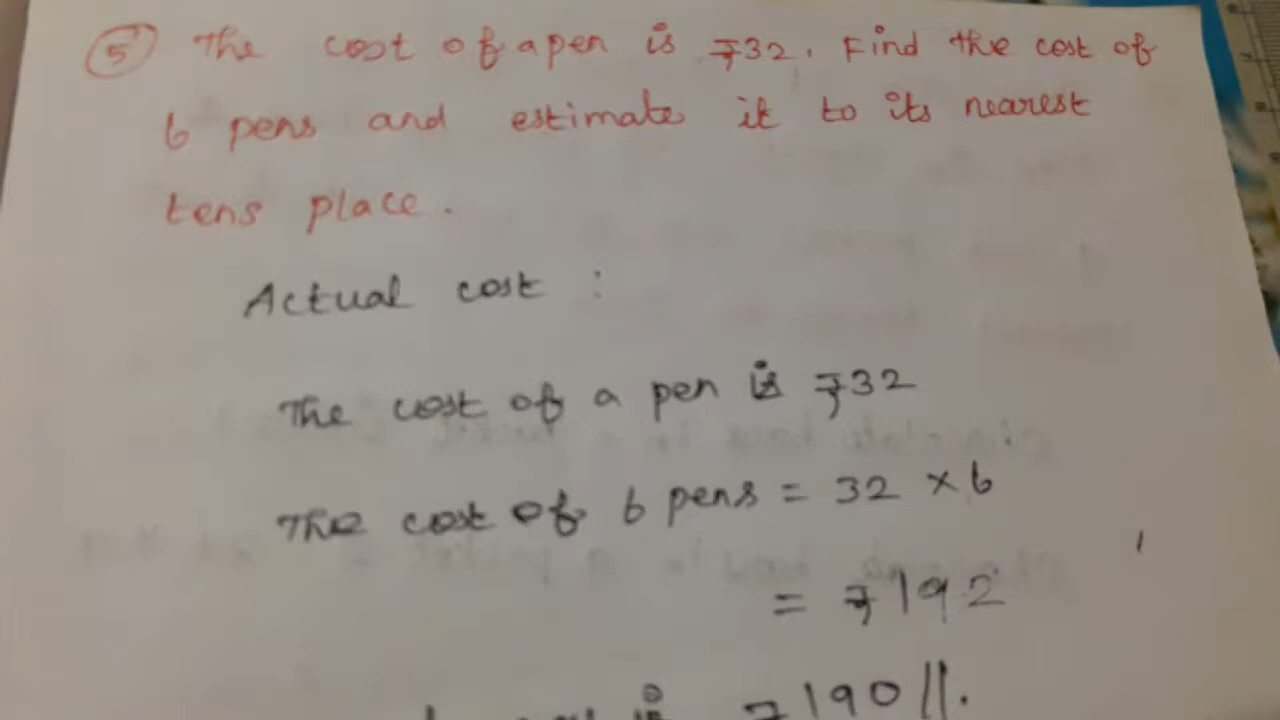 5 The cost of a pen is ₹32. Find the cost of
6 pens and estimate it to its nearest
tens place.
Actual cost :
The cost of a pen is ₹32
The cost of 6 pens = 32 × 6
= ₹192
is ₹190//.